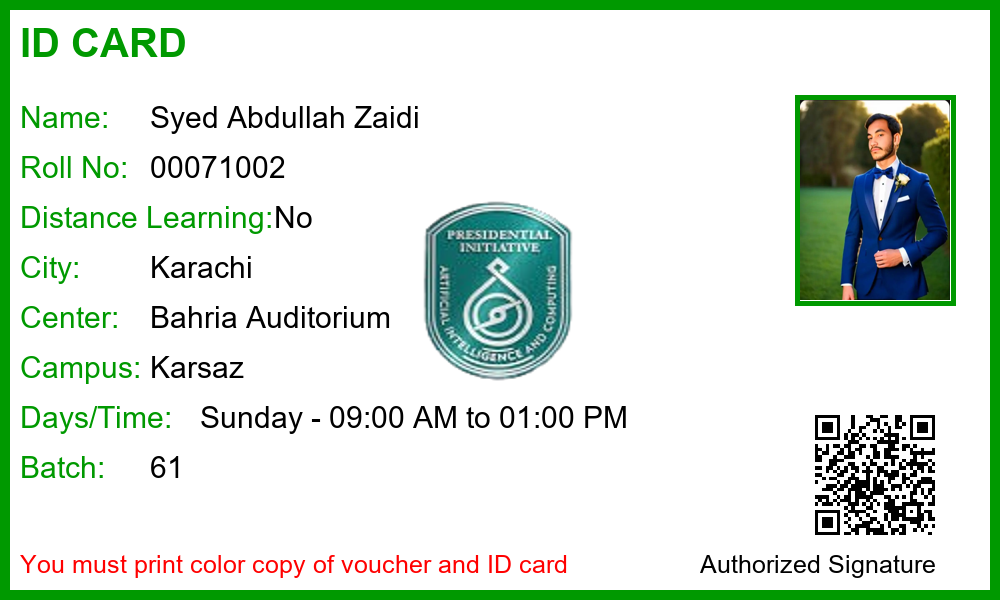 ID CARD
Name: Syed Abdullah Zaidi
Roll No: 00071002
Distance Learning:No
City: Karachi
Center: Bahria Auditorium
Campus: Karsaz
Days/Time: Sunday - 09:00 AM to 01:00 PM
Batch: 61
PRESIDENTIAL
INITIATIVE
ARTIFICIAL INTELLIGENCE AND COMPUTING
You must print color copy of voucher and ID card
Authorized Signature